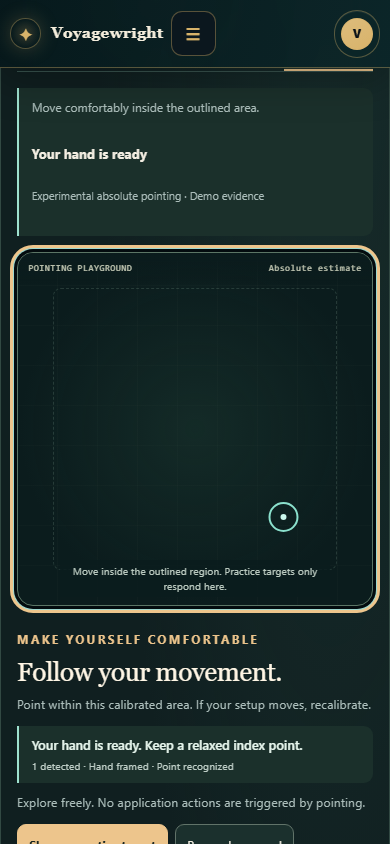 Voyagewright
V
Move comfortably inside the outlined area.
Your hand is ready
Experimental absolute pointing · Demo evidence
POINTING PLAYGROUND
Absolute estimate
Move inside the outlined region. Practice targets only
respond here.
MAKE YOURSELF COMFORTABLE
Follow your movement.
Point within this calibrated area. If your setup moves, recalibrate.
Your hand is ready. Keep a relaxed index point.
1 detected · Hand framed · Point recognized
Explore freely. No application actions are triggered by pointing.